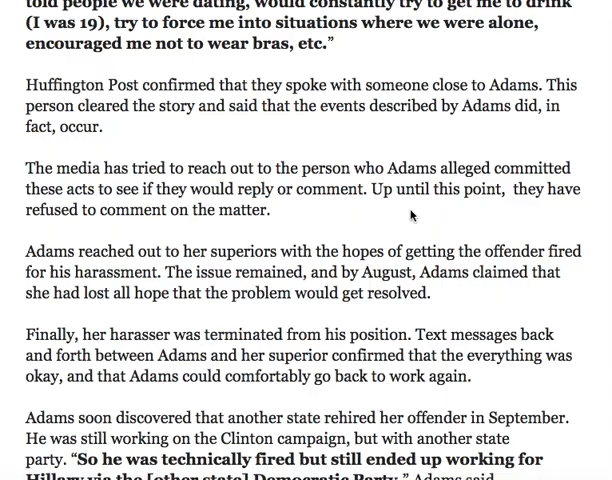 told people we were dating, would constantly try to get me to drink
(I was 19), try to force me into situations where we were alone,
encouraged me not to wear bras, etc.”
Huffington Post confirmed that they spoke with someone close to Adams. This
person cleared the story and said that the events described by Adams did, in
fact, occur.
The media has tried to reach out to the person who Adams alleged committed
these acts to see if they would reply or comment. Up until this point,  they have
refused to comment on the matter.
Adams reached out to her superiors with the hopes of getting the offender fired
for his harassment. The issue remained, and by August, Adams claimed that
she had lost all hope that the problem would get resolved.
Finally, her harasser was terminated from his position. Text messages back
and forth between Adams and her superior confirmed that the everything was
okay, and that Adams could comfortably go back to work again.
Adams soon discovered that another state rehired her offender in September.
He was still working on the Clinton campaign, but with another state
party. “So he was technically fired but still ended up working for
Hillary via the [other state] Democratic Party,” Adams said